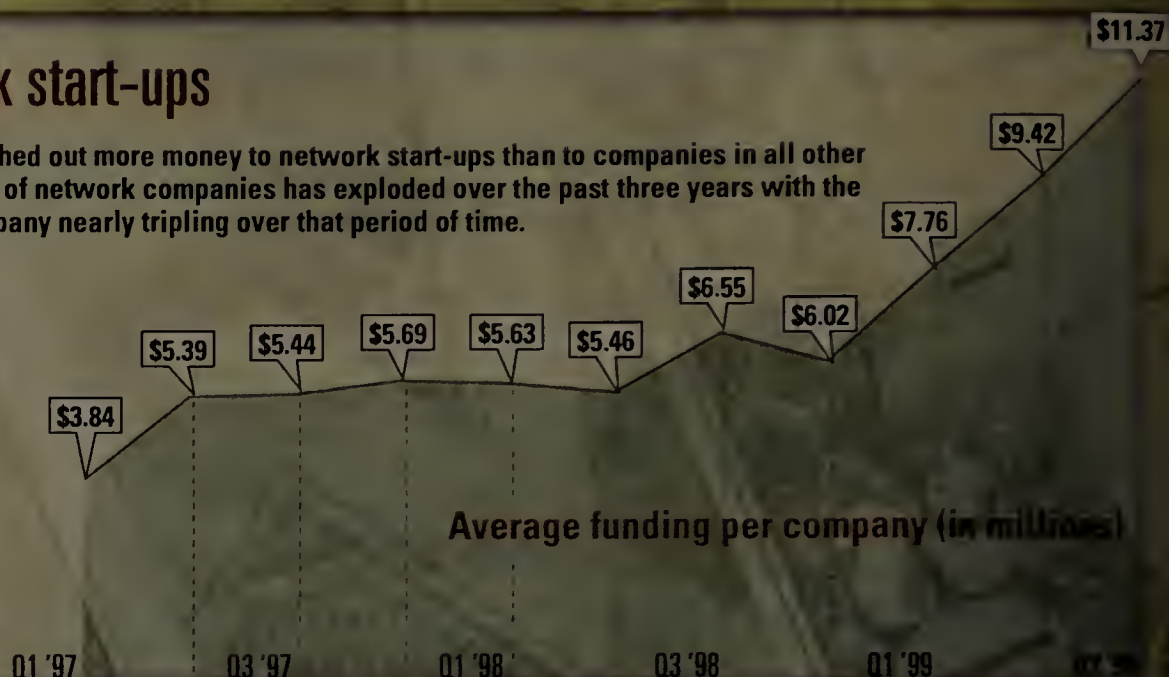 k start-ups
hed out more money to network start-ups than to companies in all other
of network companies has exploded over the past three years with the
pany nearly tripling over that period of time.
$3.84
$5.39
$5.44
$5.69
$5.63
$5.46
$6.55
$6.02
$7.76
$9.42
$11.37
Average funding per company (in millions)
Q1 '97
Q3 '97
Q1 '98
Q3 '98
Q1 '99